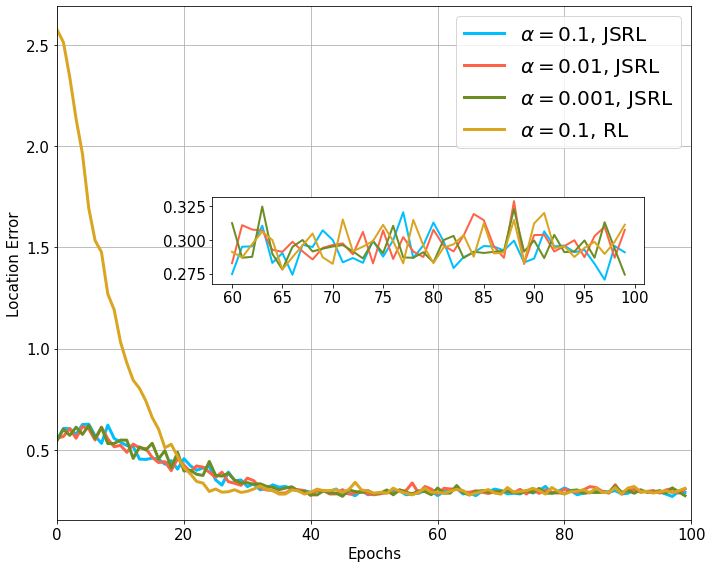 α = 0.1, JSRL
α = 0.01, JSRL
α = 0.001, JSRL
α = 0.1, RL
Location Error
2.5
2.0
1.5
1.0
0.5
0.325
0.300
0.275
60 65 70 75 80 85 90 95 100
0 20 40 60 80 100
Epochs